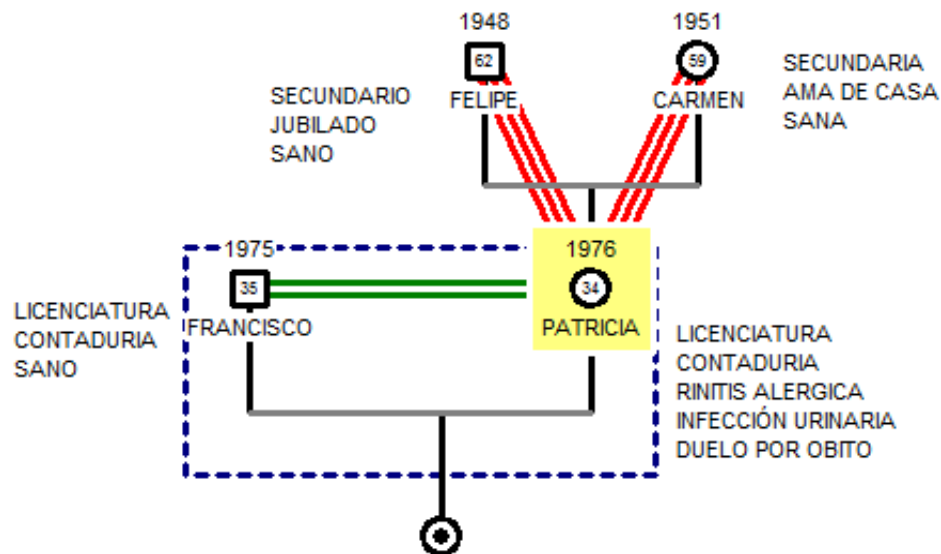 1948
1951
62
59
SECUNDARIA
AMA DE CASA
SANA
SECUNDARIO
JUBILADO
SANO
FELIPE
CARMEN
1975
1976
35
34
FRANCISCO
PATRICIA
LICENCIATURA
CONTADURIA
SANO
LICENCIATURA
CONTADURIA
RINITIS ALERGICA
INFECCIÓN URINARIA
DUELO POR OBITO